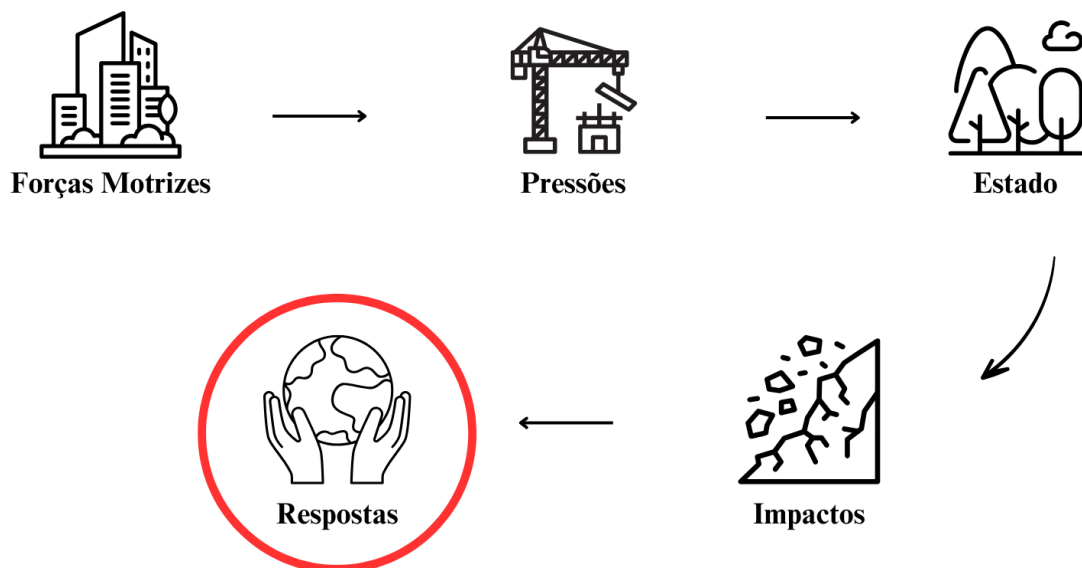 Forças Motrizes
Pressões
Estado
Respostas
Impactos